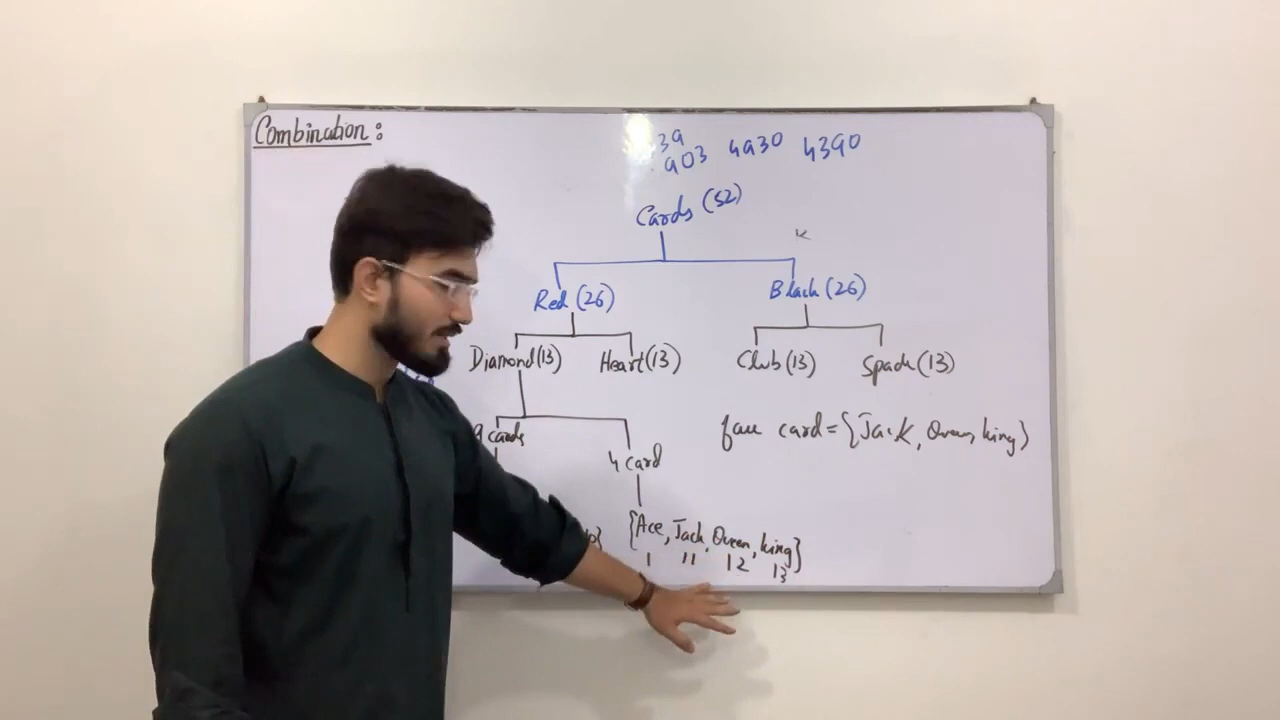 Combination:
39
903 4930 4390
Cards (52)
Red (26) Black (26)
Diamond (13) Heart (13) Club (13) Spade (13)
9 cards 4 card
face card = {Jack, Queen, king}
{Ace, Jack, Queen, king}
1 11 12 13